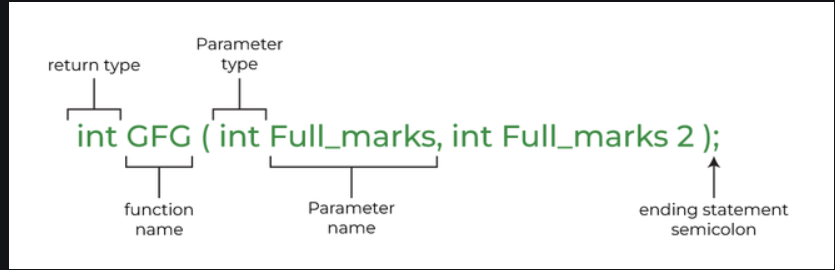 Parameter
type
return type
int GFG ( int Full_marks, int Full_marks 2 );
function
name
Parameter
name
ending statement
semicolon